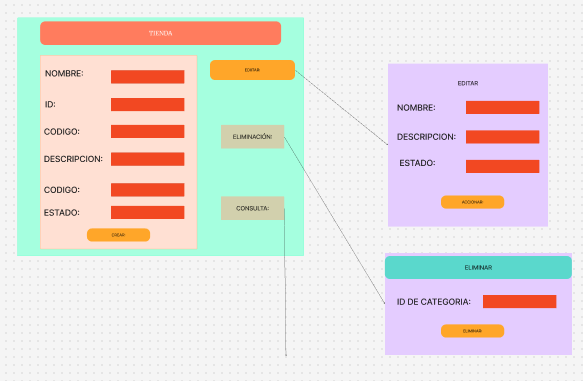 TIENDA
NOMBRE:
ID:
CODIGO:
DESCRIPCION:
CODIGO:
ESTADO:
CREAR
EDITAR
ELIMINACIÓN:
CONSULTA:
EDITAR
NOMBRE:
DESCRIPCION:
ESTADO:
ACCIONAR
ELIMINAR
ID DE CATEGORIA:
ELIMINAR